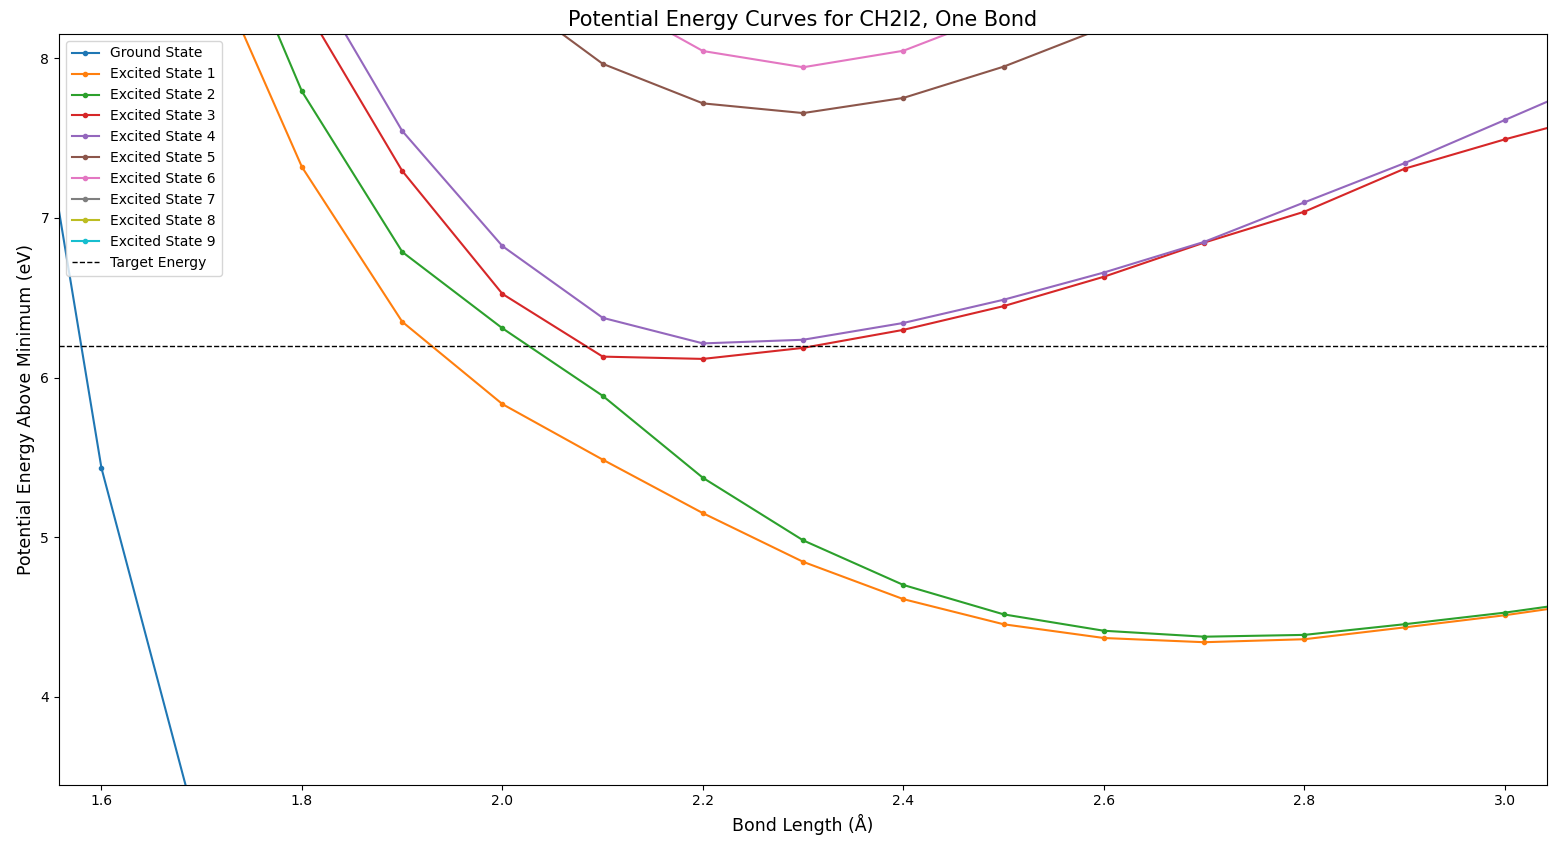 Potential Energy Curves for CH2I2, One Bond
Ground State
Excited State 1
Excited State 2
Excited State 3
Excited State 4
Excited State 5
Excited State 6
Excited State 7
Excited State 8
Excited State 9
Target Energy
Potential Energy Above Minimum (eV)
8
7
6
5
4
1.6
1.8
2.0
2.2
2.4
2.6
2.8
3.0
Bond Length (Å)